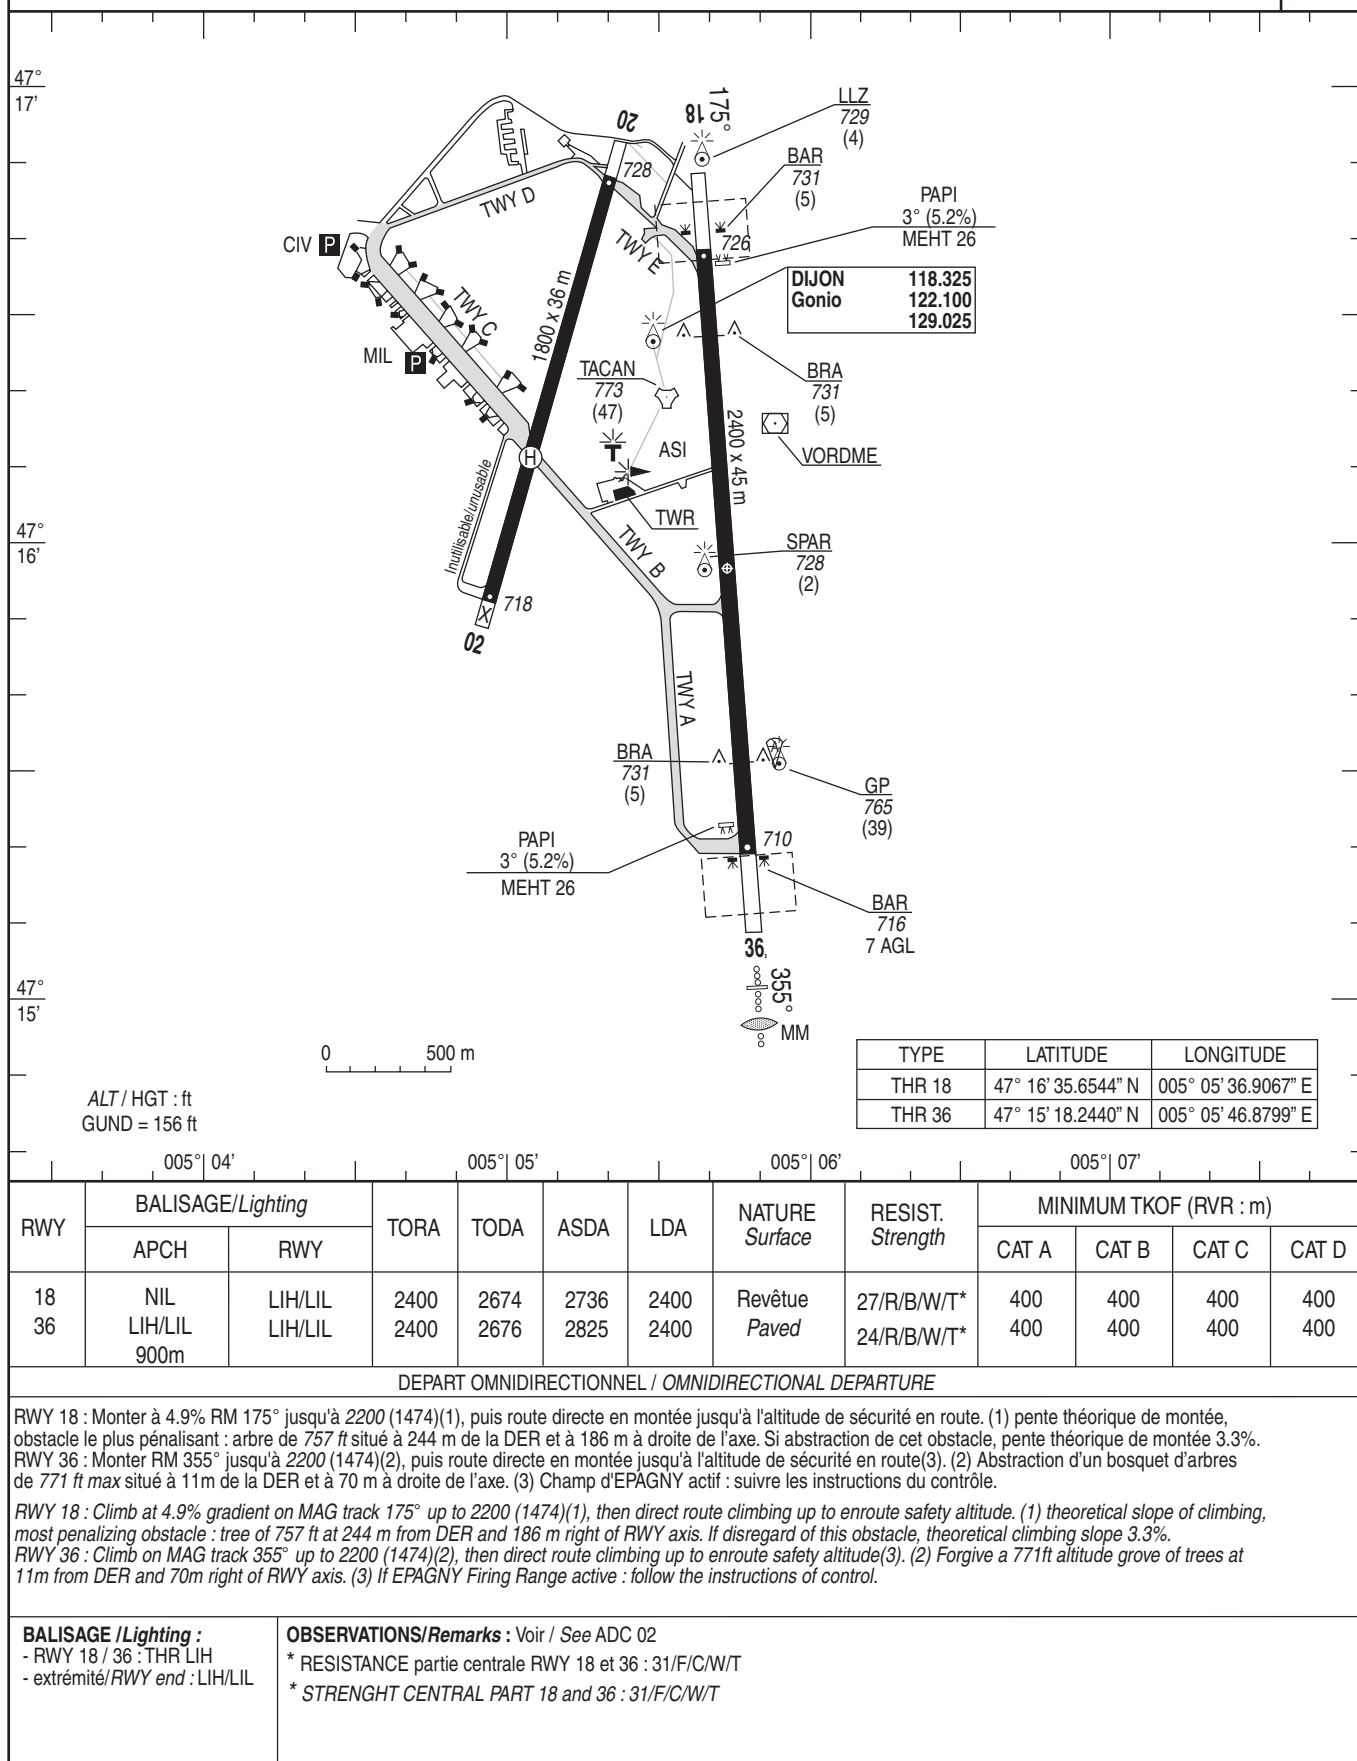 47°
17'
20
18
175°
LLZ
729
(4)
BAR
731
(5)
PAPI
3° (5.2%)
MEHT 26
728
726
TWY D
TWY E
CIV P
TWY C
1800 x 36 m
DIJON 118.325
Gonio 122.100
129.025
MIL P
TACAN
773
(47)
BRA
731
(5)
2400 x 45 m
VORDME
ASI
H
T
Inutilisable/unusable
TWR
47°
16'
TWY B
SPAR
728
(2)
718
X
02
TWY A
BRA
731
(5)
GP
765
(39)
PAPI
3° (5.2%)
MEHT 26
710
BAR
716
7 AGL
36
355°
47°
15'
MM
0 500 m
TYPE LATITUDE LONGITUDE
THR 18 47° 16' 35.6544" N 005° 05' 36.9067" E
THR 36 47° 15' 18.2440" N 005° 05' 46.8799" E
ALT / HGT : ft
GUND = 156 ft
005° 04' 005° 05' 005° 06' 005° 07'
RWY BALISAGE/Lighting TORA TODA ASDA LDA NATURE Surface RESIST. Strength MINIMUM TKOF (RVR : m)
APCH RWY CAT A CAT B CAT C CAT D
18 NIL LIH/LIL 2400 2674 2736 2400 Revêtue 27/R/B/W/T* 400 400 400 400
36 LIH/LIL LIH/LIL 2400 2676 2825 2400 Paved 24/R/B/W/T* 400 400 400 400
900m
DEPART OMNIDIRECTIONNEL / OMNIDIRECTIONAL DEPARTURE
RWY 18 : Monter à 4.9% RM 175° jusqu'à 2200 (1474)(1), puis route directe en montée jusqu'à l'altitude de sécurité en route. (1) pente théorique de montée,
obstacle le plus pénalisant : arbre de 757 ft situé à 244 m de la DER et à 186 m à droite de l'axe. Si abstraction de cet obstacle, pente théorique de montée 3.3%.
RWY 36 : Monter RM 355° jusqu'à 2200 (1474)(2), puis route directe en montée jusqu'à l'altitude de sécurité en route(3). (2) Abstraction d'un bosquet d'arbres
de 771 ft max situé à 11m de la DER et à 70 m à droite de l'axe. (3) Champ d'EPAGNY actif : suivre les instructions du contrôle.
RWY 18 : Climb at 4.9% gradient on MAG track 175° up to 2200 (1474)(1), then direct route climbing up to enroute safety altitude. (1) theoretical slope of climbing,
most penalizing obstacle : tree of 757 ft at 244 m from DER and 186 m right of RWY axis. If disregard of this obstacle, theoretical climbing slope 3.3%.
RWY 36 : Climb on MAG track 355° up to 2200 (1474)(2), then direct route climbing up to enroute safety altitude(3). (2) Forgive a 771ft altitude grove of trees at
11m from DER and 70m right of RWY axis. (3) If EPAGNY Firing Range active : follow the instructions of control.
BALISAGE /Lighting :
- RWY 18 / 36 : THR LIH
- extrémité/RWY end : LIH/LIL
OBSERVATIONS/Remarks : Voir / See ADC 02
* RESISTANCE partie centrale RWY 18 et 36 : 31/F/C/W/T
* STRENGHT CENTRAL PART 18 and 36 : 31/F/C/W/T